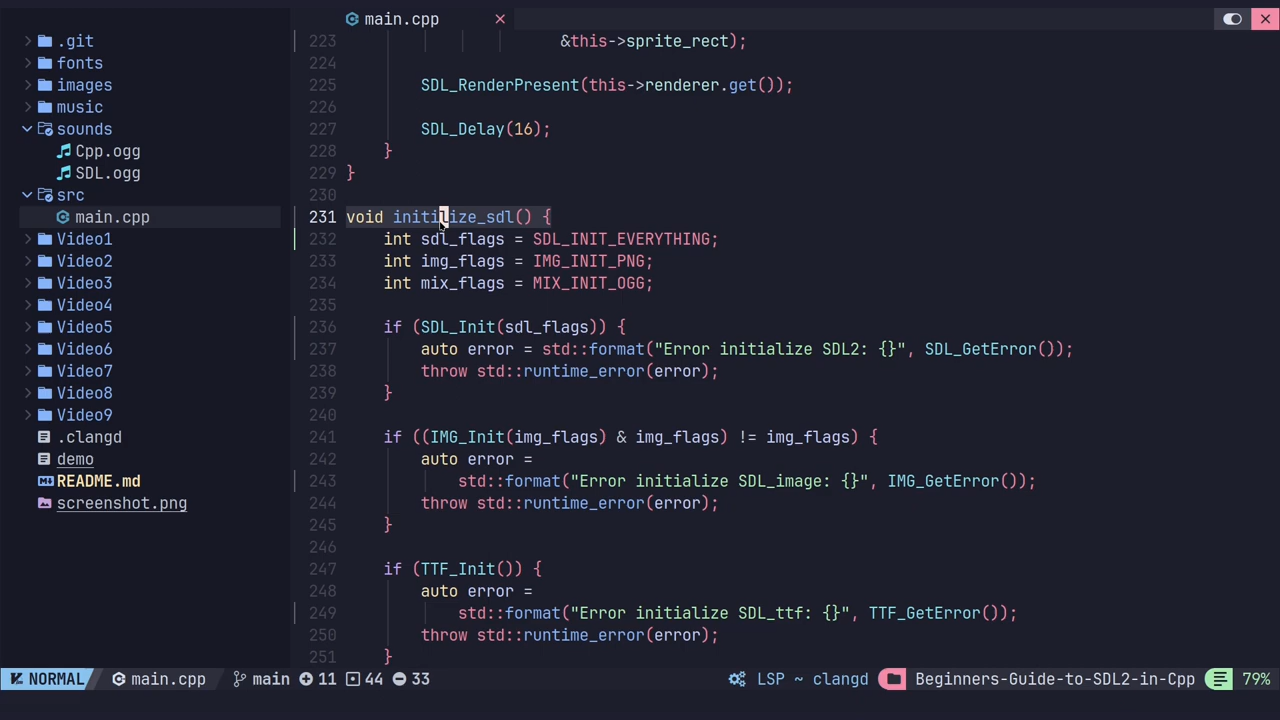 main.cpp
.git
fonts
images
music
sounds
Cpp.ogg
SDL.ogg
src
main.cpp
Video1
Video2
Video3
Video4
Video5
Video6
Video7
Video8
Video9
.clangd
demo
README.md
screenshot.png
223 &this->sprite_rect);
224
225 SDL_RenderPresent(this->renderer.get());
226
227 SDL_Delay(16);
228 }
229 }
230
231 void initialize_sdl() {
232 int sdl_flags = SDL_INIT_EVERYTHING;
233 int img_flags = IMG_INIT_PNG;
234 int mix_flags = MIX_INIT_OGG;
235
236 if (SDL_Init(sdl_flags)) {
237 auto error = std::format("Error initialize SDL2: {}", SDL_GetError());
238 throw std::runtime_error(error);
239 }
240
241 if ((IMG_Init(img_flags) & img_flags) != img_flags) {
242 auto error =
243 std::format("Error initialize SDL_image: {}", IMG_GetError());
244 throw std::runtime_error(error);
245 }
246
247 if (TTF_Init()) {
248 auto error =
249 std::format("Error initialize SDL_ttf: {}", TTF_GetError());
250 throw std::runtime_error(error);
251 }
NORMAL main.cpp main 11 44 33 LSP ~ clangd Beginners-Guide-to-SDL2-in-Cpp 79%